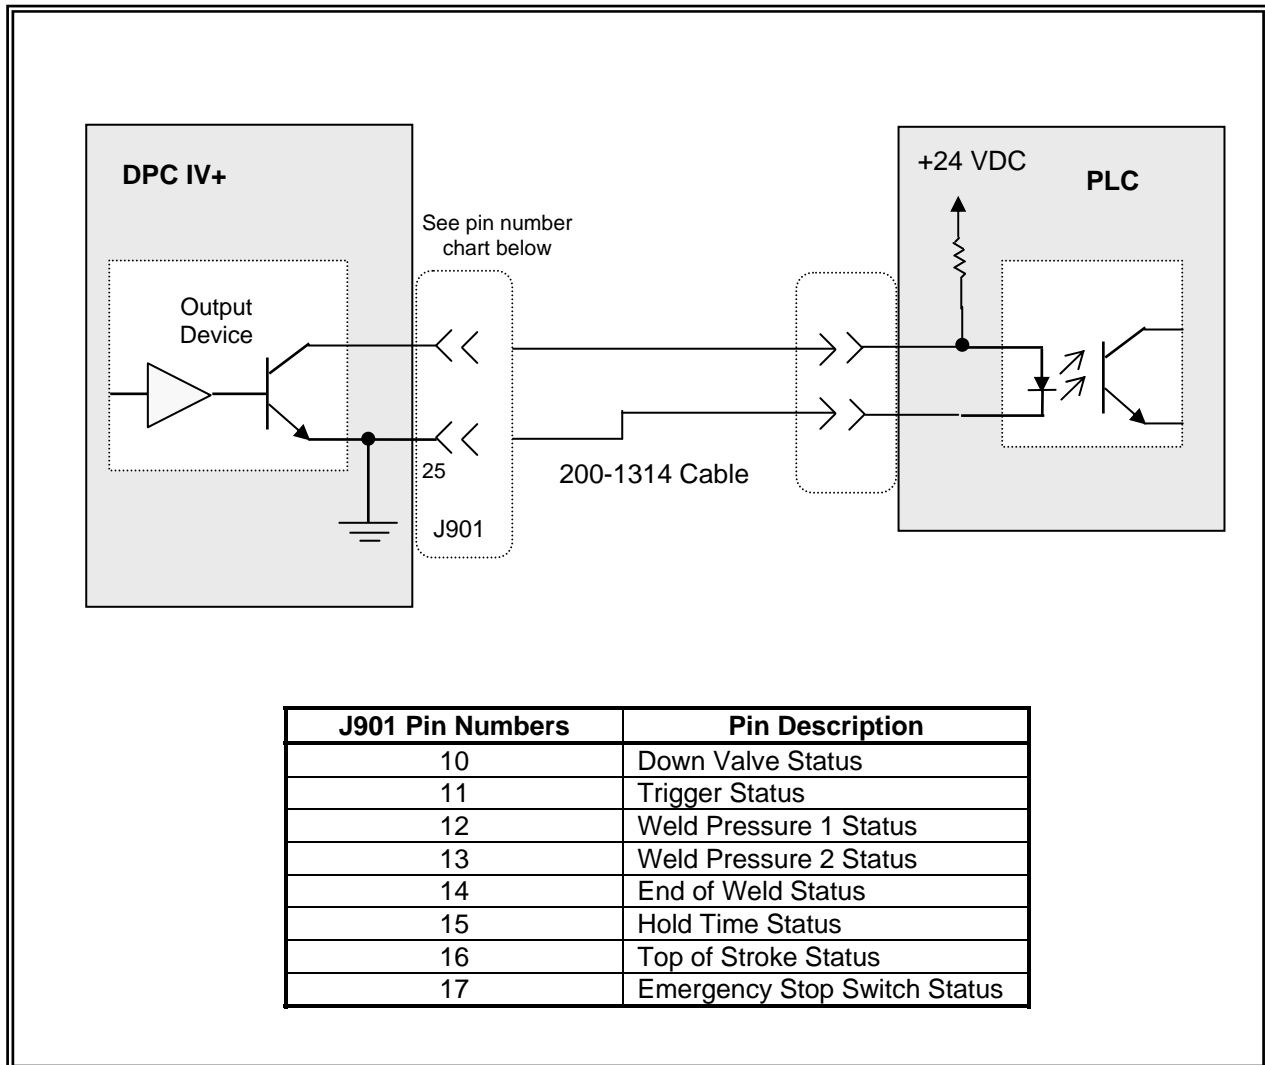 DPC IV+
See pin number
chart below
+24 VDC
PLC
Output
Device
25
J901
200-1314 Cable
J901 Pin Numbers Pin Description
10 Down Valve Status
11 Trigger Status
12 Weld Pressure 1 Status
13 Weld Pressure 2 Status
14 End of Weld Status
15 Hold Time Status
16 Top of Stroke Status
17 Emergency Stop Switch Status